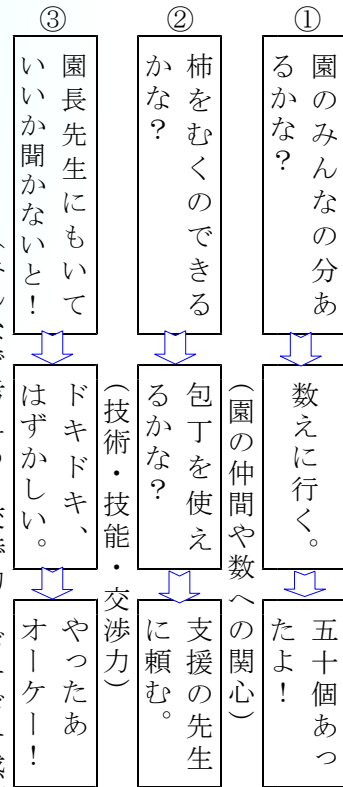 ①
園のみんなの分あ
るかな？
数えに行く。
五十個あっ
たよ！
（園の仲間や数への関心）
②
柿をむくのできる
かな？
包丁を使え
るかな？
支援の先生
に頼む。
（技術・技能・交渉力）
③
園長先生にもいて
いいか聞かないと！
ドキドキ、
はずかしい。
やったあ
オーケー！